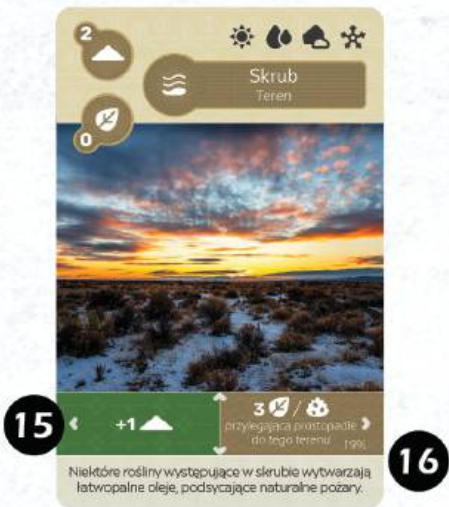 2
Skrub
Teren
0
15
+1
3 /
przylegająca prostopadle
do tego terenu
199
16
Niektóre rośliny występujące w skrubie wytwarzają
łatwopalne oleje, podsycające naturalne pożary.